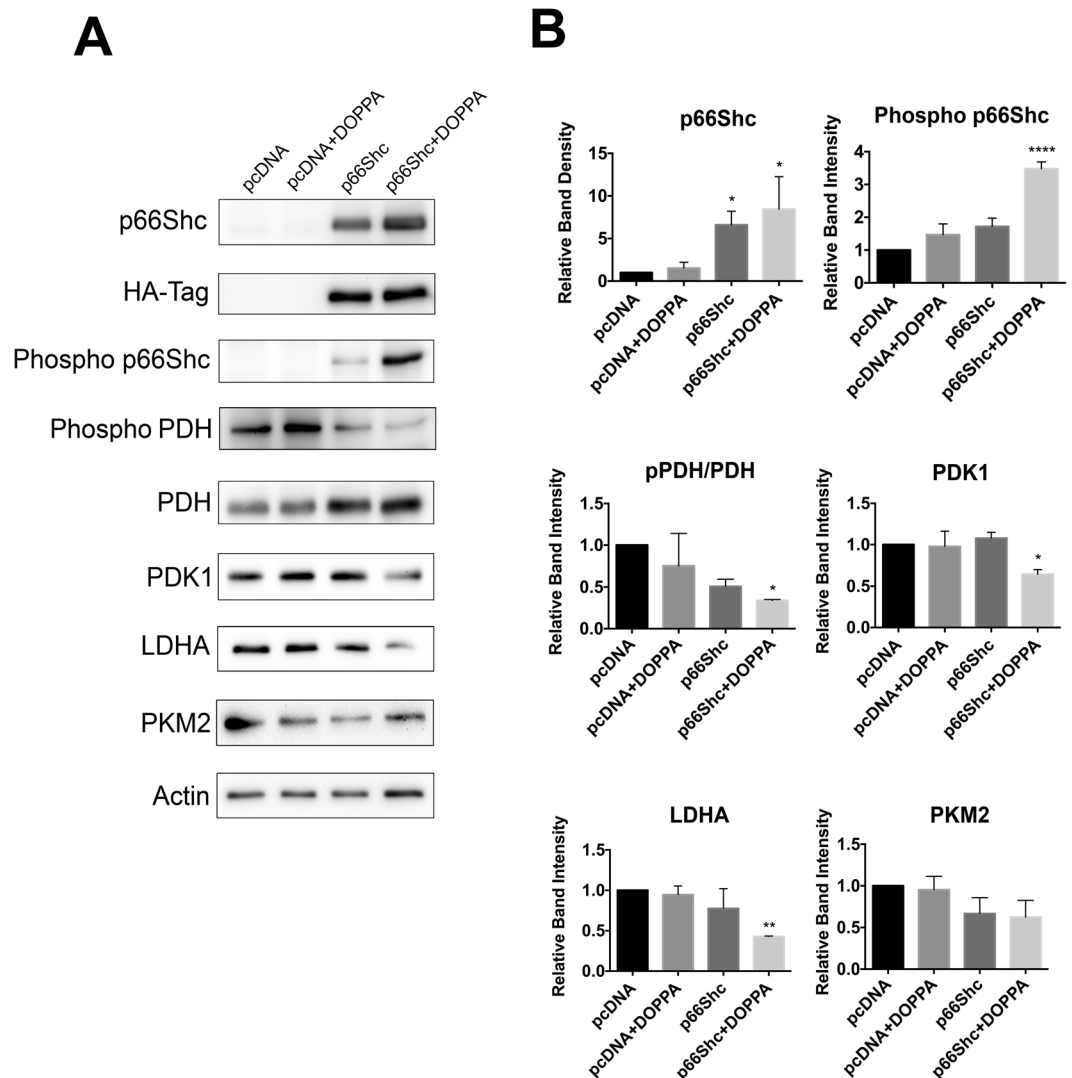 A
pcDNA
pcDNA+DOPPA
p66Shc
p66Shc+DOPPA
p66Shc
HA-Tag
Phospho p66Shc
Phospho PDH
PDH
PDK1
LDHA
PKM2
Actin
B
p66Shc
Relative Band Density
15
10
5
0
*
*
pcDNA
pcDNA+DOPPA
p66Shc
p66Shc+DOPPA
Phospho p66Shc
Relative Band Intensity
4
3
2
1
0
****
pcDNA
pcDNA+DOPPA
p66Shc
p66Shc+DOPPA
pPDH/PDH
Relative Band Intensity
1.5
1.0
0.5
0.0
*
pcDNA
pcDNA+DOPPA
p66Shc
p66Shc+DOPPA
PDK1
Relative Band Intensity
1.5
1.0
0.5
0.0
*
pcDNA
pcDNA+DOPPA
p66Shc
p66Shc+DOPPA
LDHA
Relative Band Intensity
1.5
1.0
0.5
0.0
**
pcDNA
pcDNA+DOPPA
p66Shc
p66Shc+DOPPA
PKM2
Relative Band Intensity
1.5
1.0
0.5
0.0
pcDNA
pcDNA+DOPPA
p66Shc
p66Shc+DOPPA